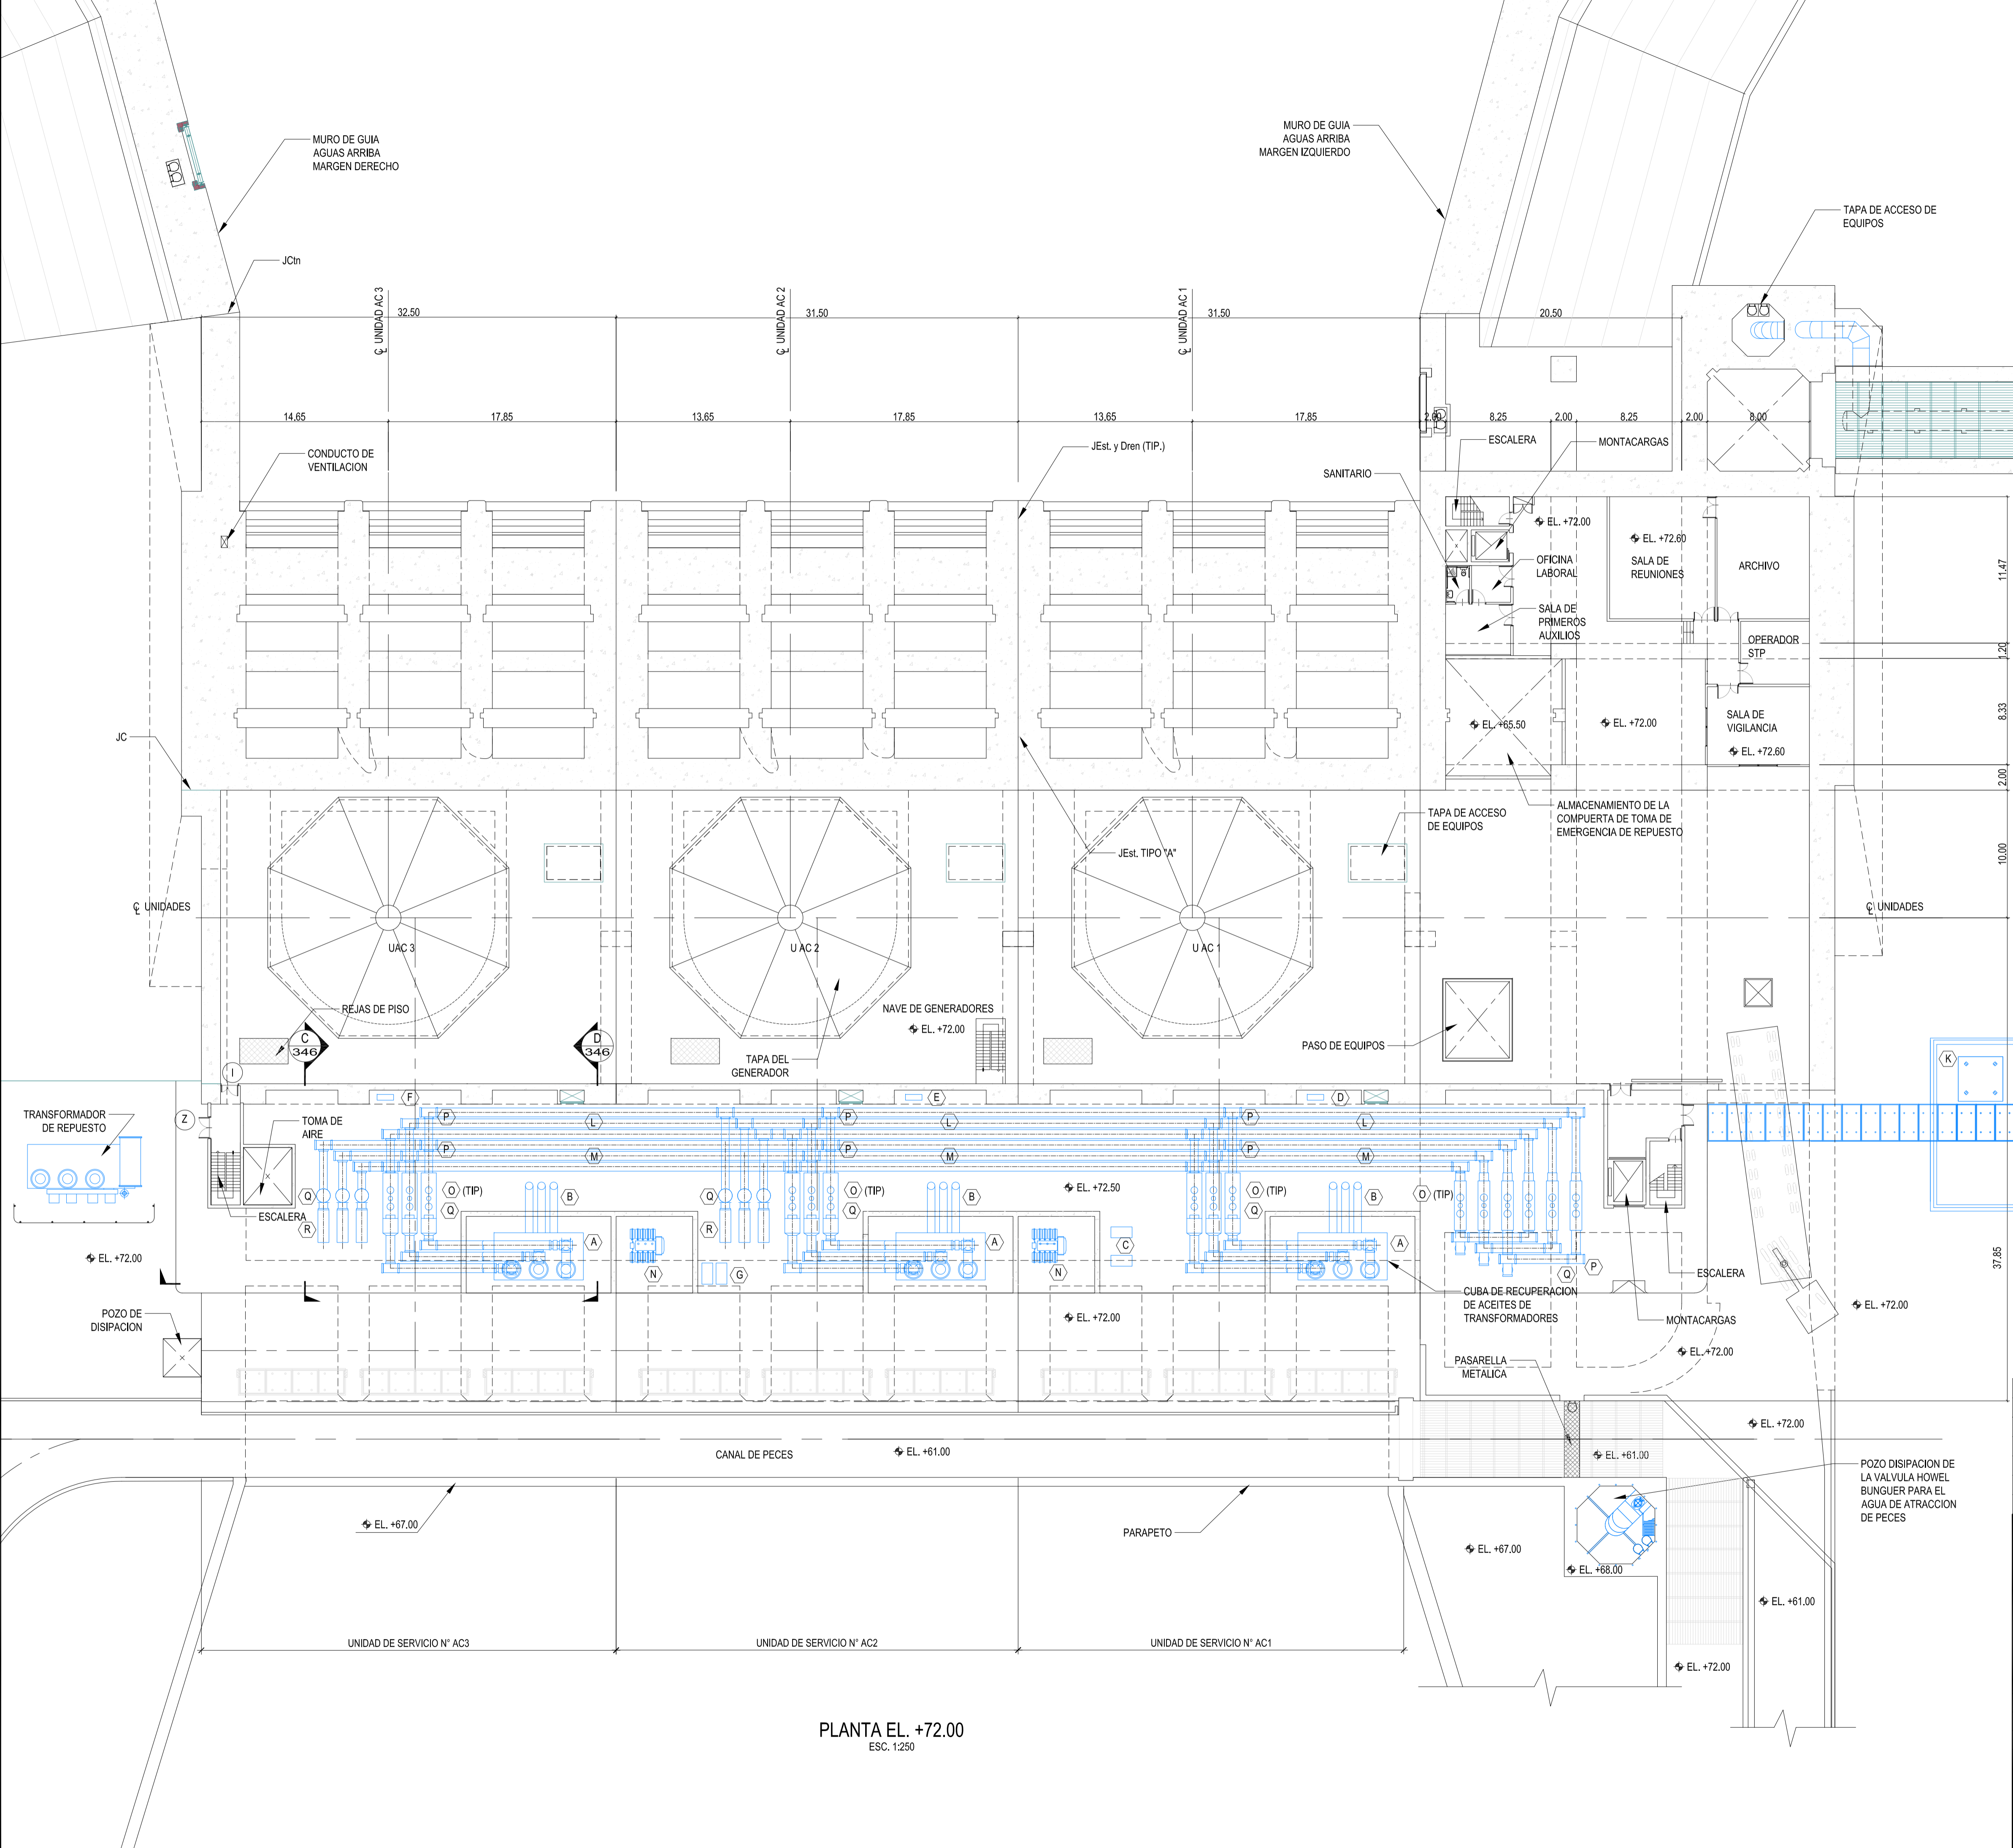 MURO DE GUIA
AGUAS ARRIBA
MARGEN DERECHO
MURO DE GUIA
AGUAS ARRIBA
MARGEN IZQUIERDO
TAPA DE ACCESO DE
EQUIPOS
JCtn
℄ UNIDAD AC 3
℄ UNIDAD AC 2
℄ UNIDAD AC 1
32.50
31.50
31.50
20.50
14.65
17.85
13.65
17.85
13.65
17.85
2.00
8.25
2.00
8.25
2.00
8.00
CONDUCTO DE
VENTILACION
JEst. y Dren (TIP.)
ESCALERA
MONTACARGAS
SANITARIO
EL. +72.00
EL. +72.60
SALA DE
REUNIONES
ARCHIVO
OFICINA
LABORAL
SALA DE
PRIMEROS
AUXILIOS
OPERADOR
STP
11.47
1.20
8.33
2.00
10.00
37.85
JC
EL. +65.50
EL. +72.00
SALA DE
VIGILANCIA
EL. +72.60
ALMACENAMIENTO DE LA
COMPUERTA DE TOMA DE
EMERGENCIA DE REPUESTO
TAPA DE ACCESO
DE EQUIPOS
JEst. TIPO "A"
℄ UNIDADES
℄ UNIDADES
UAC 3
U AC 2
U AC 1
REJAS DE PISO
NAVE DE GENERADORES
EL. +72.00
C
346
D
346
TAPA DEL
GENERADOR
PASO DE EQUIPOS
I
K
F
E
D
TRANSFORMADOR
DE REPUESTO
Z
TOMA DE
AIRE
P
L
P
L
P
L
P
M
P
M
P
M
EL. +72.50
Q
O (TIP)
B
Q
O (TIP)
B
O (TIP)
B
O (TIP)
Q
Q
Q
ESCALERA
R
R
A
A
A
C
N
G
N
Q
P
ESCALERA
EL. +72.00
CUBA DE RECUPERACION
DE ACEITES DE
TRANSFORMADORES
MONTACARGAS
EL. +72.00
POZO DE
DISIPACION
EL. +72.00
EL. +72.00
PASARELLA
METALICA
CANAL DE PECES
EL. +61.00
EL. +61.00
EL. +72.00
POZO DISIPACION DE
LA VALVULA HOWEL
BUNGUER PARA EL
AGUA DE ATRACCION
DE PECES
EL. +67.00
PARAPETO
EL. +67.00
EL. +68.00
EL. +61.00
UNIDAD DE SERVICIO N° AC3
UNIDAD DE SERVICIO N° AC2
UNIDAD DE SERVICIO N° AC1
EL. +72.00
PLANTA EL. +72.00
ESC. 1:250